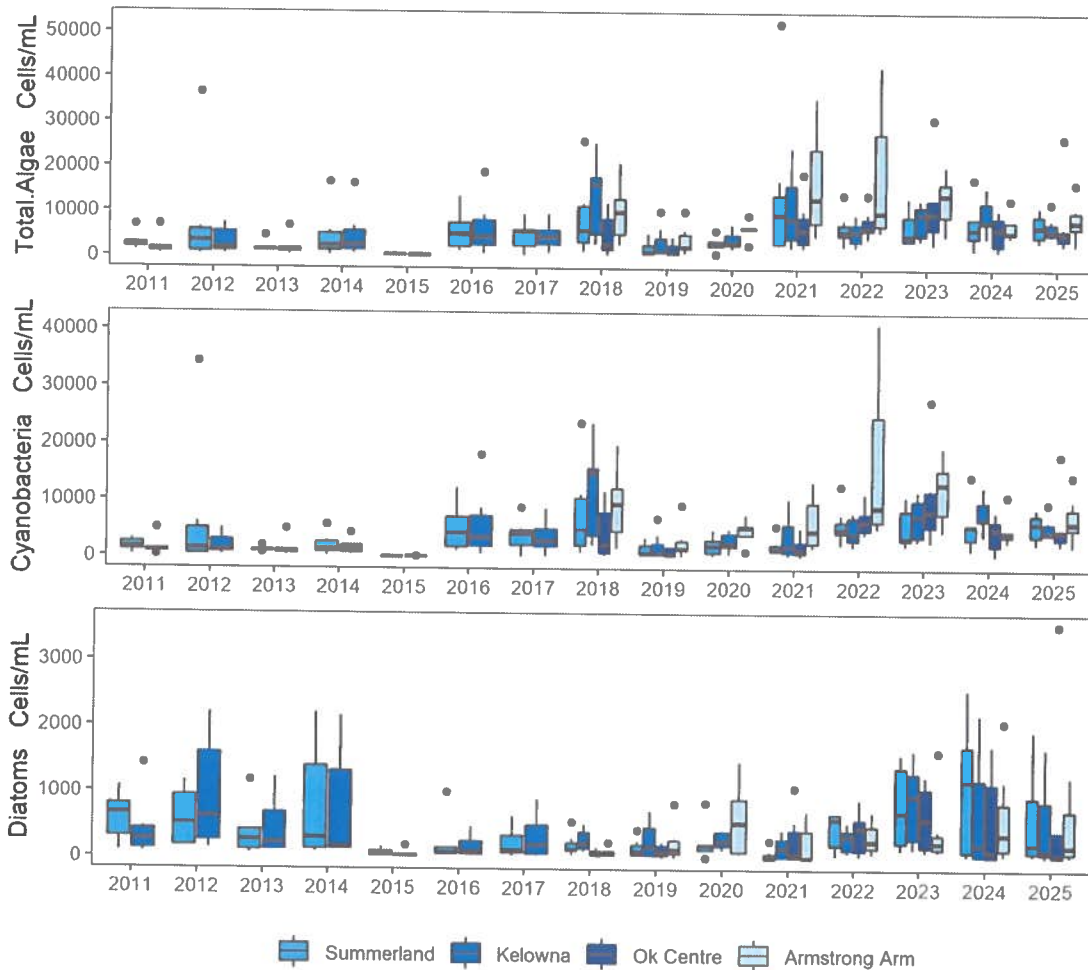 Total.Algae Cells/mL
50000
40000
30000
20000
10000
0
2011 2012 2013 2014 2015 2016 2017 2018 2019 2020 2021 2022 2023 2024 2025
Cyanobacteria Cells/mL
40000
30000
20000
10000
0
2011 2012 2013 2014 2015 2016 2017 2018 2019 2020 2021 2022 2023 2024 2025
Diatoms Cells/mL
3000
2000
1000
0
2011 2012 2013 2014 2015 2016 2017 2018 2019 2020 2021 2022 2023 2024 2025
Summerland Kelowna Ok Centre Armstrong Arm